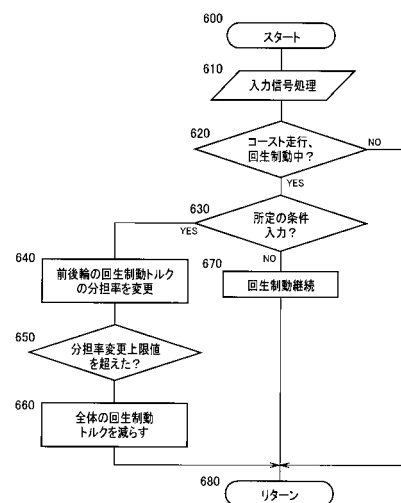 600
スタート
610
入力信号処理
620
コースト走行、
回生制動中？
NO
YES
630
所定の条件
入力？
YES
NO
640
前後輪の回生制動トルク
の分担率を変更
670
回生制動継続
650
分担率変更上限値
を超えた？
660
全体の回生制動
トルクを減らす
680
リターン